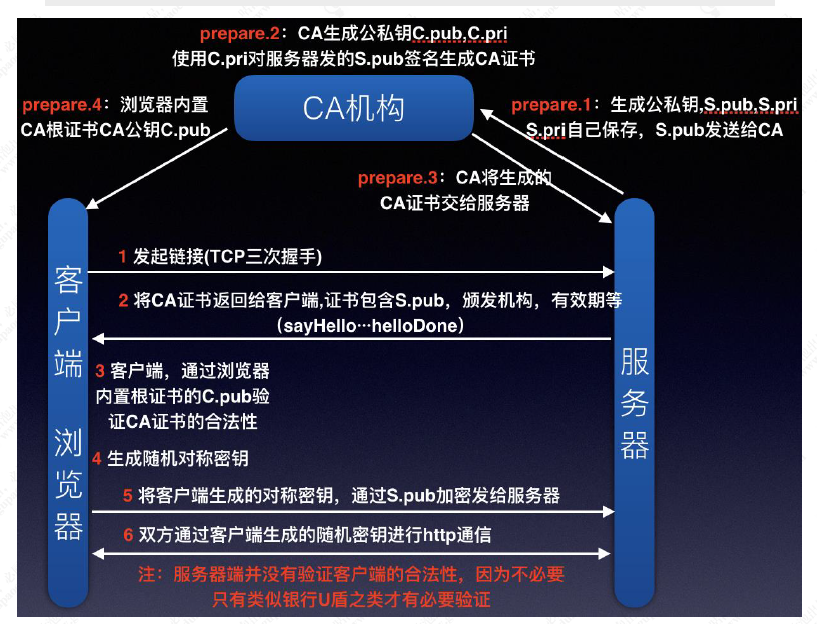 prepare.2：CA生成公私钥C.pub,C.pri
使用C.pri对服务器发的S.pub签名生成CA证书
prepare.4：浏览器内置
CA根证书CA公钥C.pub
CA机构
prepare.1：生成公私钥,S.pub,S.pri
S.pri自己保存，S.pub发送给CA
prepare.3：CA将生成的
CA证书交给服务器
客户端 浏览器
1 发起链接(TCP三次握手)
2 将CA证书返回给客户端,证书包含S.pub，颁发机构，有效期等
（sayHello…helloDone）
3 客户端，通过浏览器
内置根证书的C.pub验
证CA证书的合法性
4 生成随机对称密钥
5 将客户端生成的对称密钥，通过S.pub加密发给服务器
6 双方通过客户端生成的随机密钥进行http通信
注：服务器端并没有验证客户端的合法性，因为不必要
只有类似银行U盾之类才有必要验证
服务器